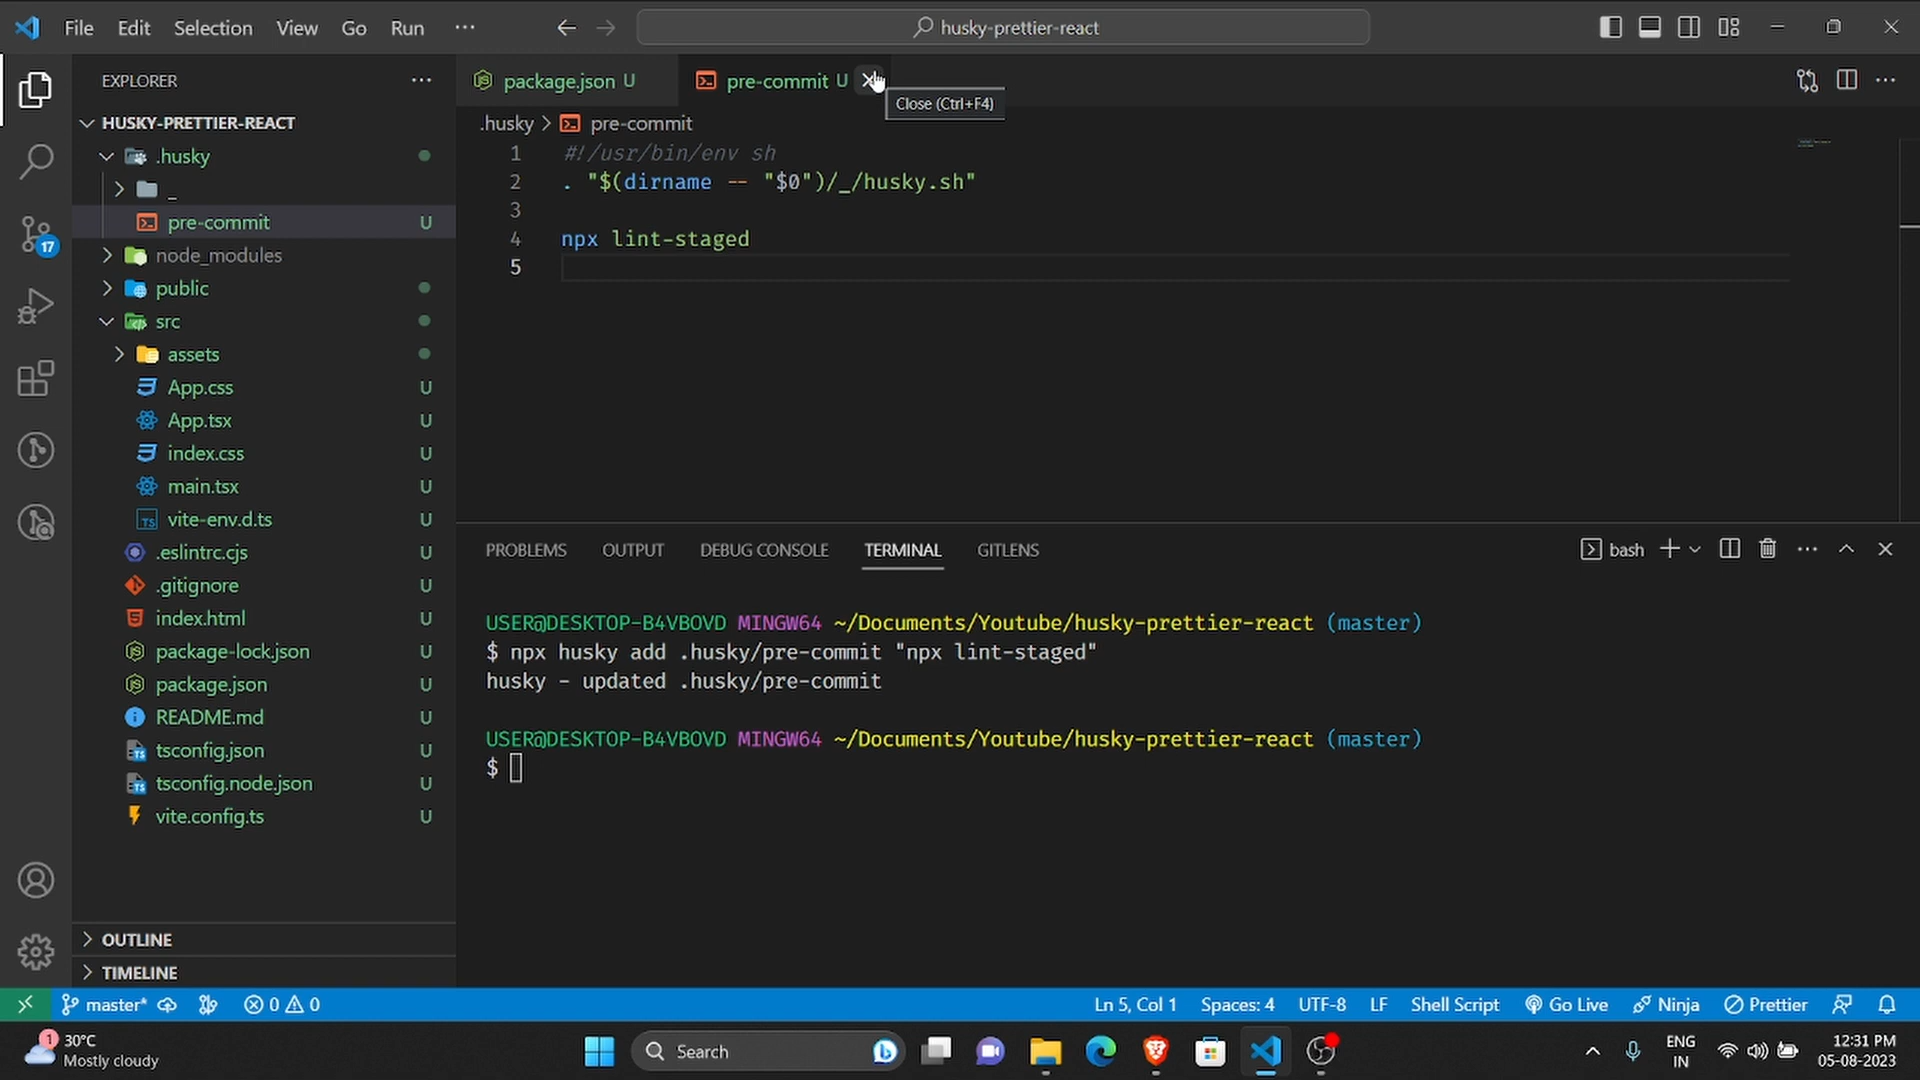 File Edit Selection View Go Run ··· husky-prettier-react
EXPLORER ···
HUSKY-PRETTIER-REACT
.husky
_
pre-commit U
node_modules
public
src
assets
App.css U
App.tsx U
index.css U
main.tsx U
vite-env.d.ts U
.eslintrc.cjs U
.gitignore U
index.html U
package-lock.json U
package.json U
README.md U
tsconfig.json U
tsconfig.node.json U
vite.config.ts U
OUTLINE
TIMELINE
17
package.json U pre-commit U
Close (Ctrl+F4)
.husky > pre-commit
1 #!/usr/bin/env sh
2 . "$(dirname -- "$0")/_/husky.sh"
3
4 npx lint-staged
5
PROBLEMS OUTPUT DEBUG CONSOLE TERMINAL GITLENS bash
USER@DESKTOP-B4VBOVD MINGW64 ~/Documents/Youtube/husky-prettier-react (master)
$ npx husky add .husky/pre-commit "npx lint-staged"
husky - updated .husky/pre-commit
USER@DESKTOP-B4VBOVD MINGW64 ~/Documents/Youtube/husky-prettier-react (master)
$
master* 0 0 Ln 5, Col 1 Spaces: 4 UTF-8 LF Shell Script Go Live Ninja Prettier
1
30°C
Mostly cloudy
Search
ENG
IN
12:31 PM
05-08-2023